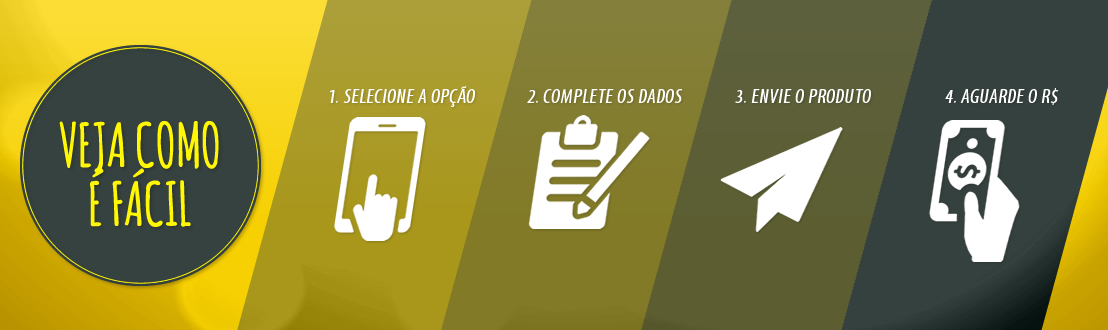 VEJA COMO
É FÁCIL
1. SELECIONE A OPÇÃO
2. COMPLETE OS DADOS
3. ENVIE O PRODUTO
4. AGUARDE O R$
$